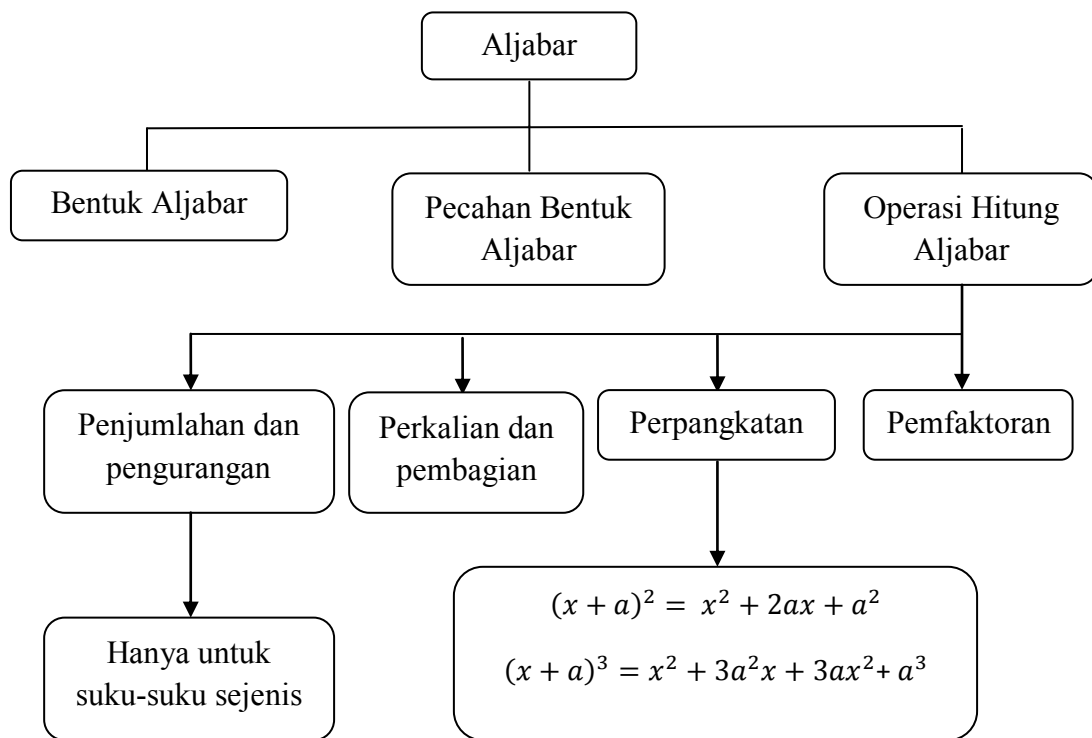 Aljabar
Bentuk Aljabar
Pecahan Bentuk
Aljabar
Operasi Hitung
Aljabar
Penjumlahan dan
pengurangan
Perkalian dan
pembagian
Perpangkatan
Pemfaktoran
Hanya untuk
suku-suku sejenis
(x + a)² = x² + 2ax + a²
(x + a)³ = x² + 3a²x + 3ax² + a³